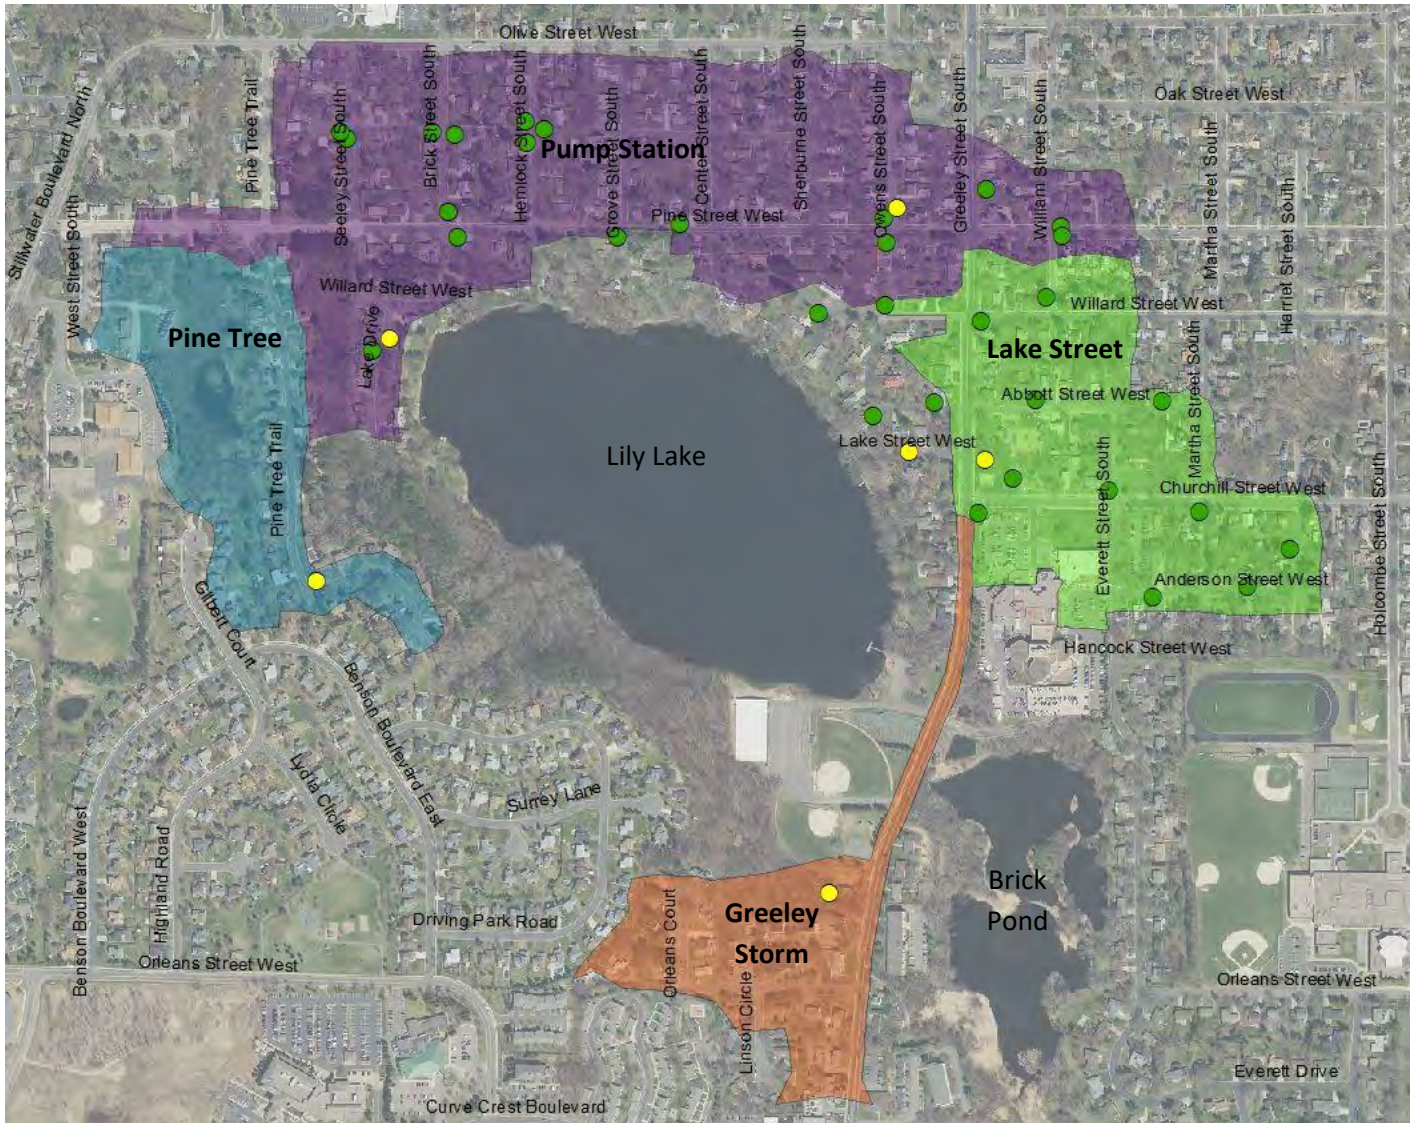 Olive Street West
Oak Street West
Stillwater Boulevard North
Pine Tree Trail
Seeley Street South
Brick Street South
Hemlock Street South
Grove Street South
Center Street South
Sherburne Street South
Owens Street South
Greeley Street South
William Street South
Martha Street South
Harriet Street South
Pump Station
Pine Street West
West Street South
Willard Street West
Willard Street West
Pine Tree
Lake Drive
Lake Street
Abbott Street West
Martha Street South
Lake Street West
Lily Lake
Pine Tree Trail
Everett Street South
Churchill Street West
Holcombe Street South
Anderson Street West
Gilbert Court
Hancock Street West
Benson Boulevard East
Lydia Circle
Surrey Lane
Benson Boulevard West
Highland Road
Driving Park Road
Orleans Court
Greeley
Storm
Brick
Pond
Orleans Street West
Orleans Street West
Linson Circle
Everett Drive
Curve Crest Boulevard